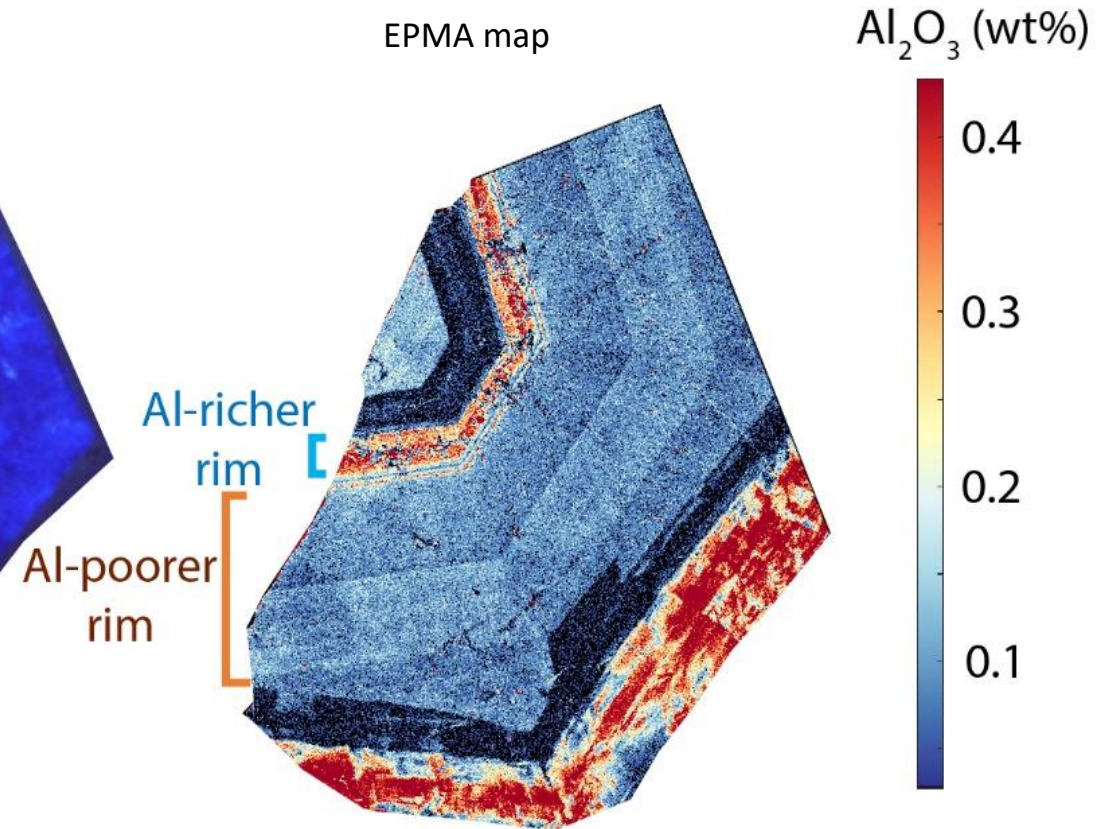 EPMA map
Al₂O₃ (wt%)
0.4
0.3
0.2
0.1
Al-richer
rim
Al-poorer
rim